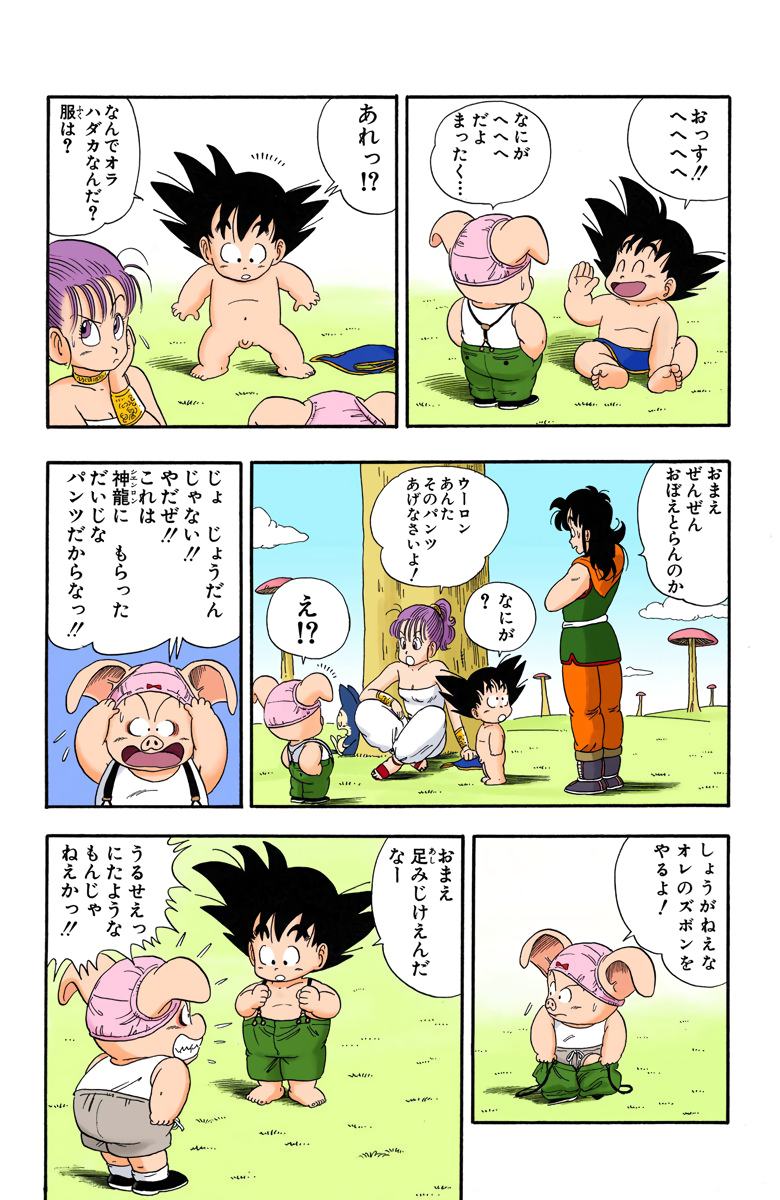 おっす!!
へへへへ
なにが
へへへ
だよ
まったく…
あれっ!?
なんでオラ
ハダカなんだ?
服は?
おまえ
ぜんぜん
おぼえとらんのか
なにが
?
ウーロン
あんた
そのパンツ
あげなさいよ!
え!?
じょ じょうだん
じゃない!!
やだぜ!!
これは
神龍に もらった
だいじな
パンツだからなっ!!
しょうがねえな
オレのズボンを
やるよ!
おまえ
足みじけえんだ
なー
うるせえっ
にたような
もんじゃ
ねえかっ!!